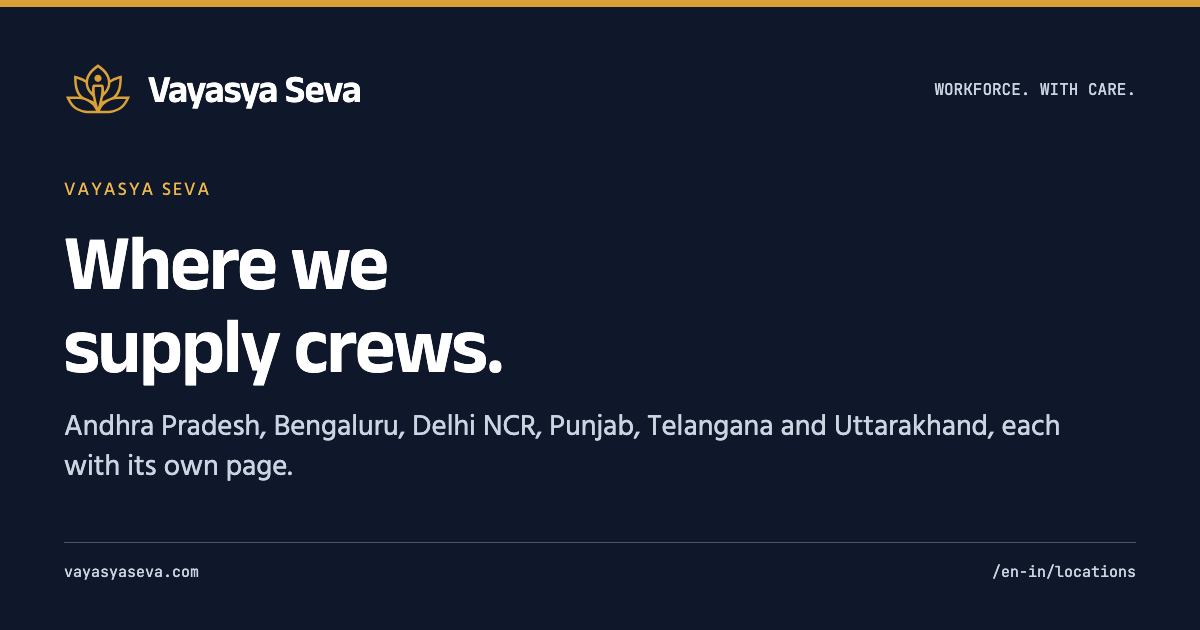 Vayasya Seva
WORKFORCE. WITH CARE.
VAYASYA SEVA
Where we
supply crews.
Andhra Pradesh, Bengaluru, Delhi NCR, Punjab, Telangana and Uttarakhand, each
with its own page.
vayasyaseva.com
/en-in/locations